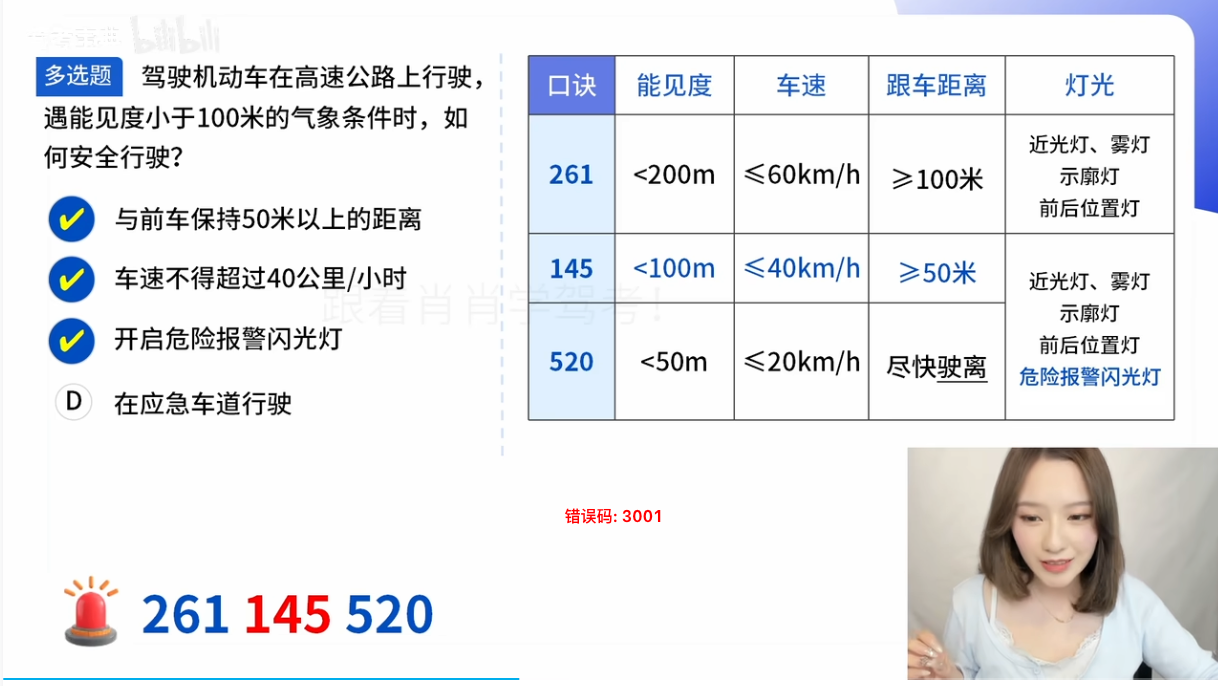 bilibili
多选题 驾驶机动车在高速公路上行驶，
遇能见度小于100米的气象条件时，如
何安全行驶？
与前车保持50米以上的距离
车速不得超过40公里/小时
开启危险报警闪光灯
D 在应急车道行驶
口诀 能见度 车速 跟车距离 灯光
261 <200m ≤60km/h ≥100米
近光灯、雾灯
示廓灯
前后位置灯
145 <100m ≤40km/h ≥50米
520 <50m ≤20km/h 尽快驶离
近光灯、雾灯
示廓灯
前后位置灯
危险报警闪光灯
跟着肖肖学驾考！
错误码: 3001
261 145 520